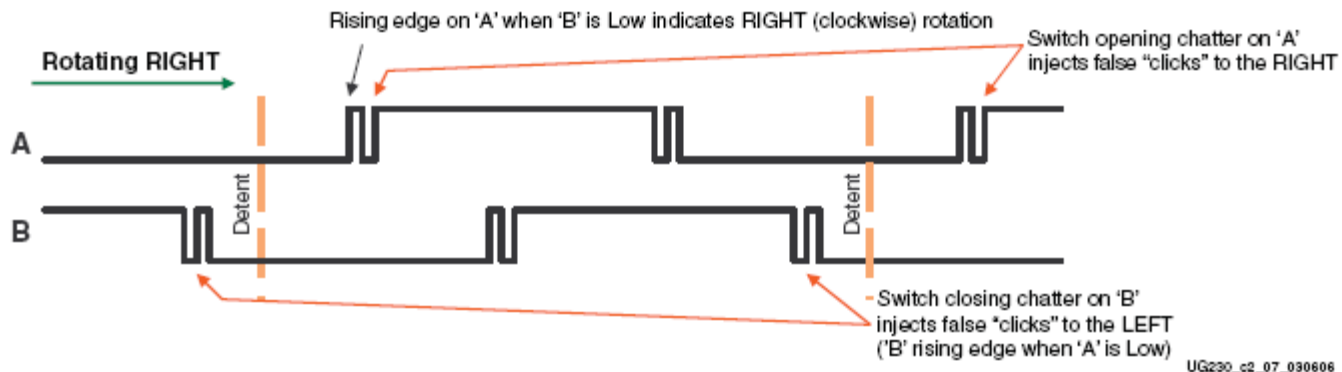 Rising edge on 'A' when 'B' is Low indicates RIGHT (clockwise) rotation
Rotating RIGHT
Switch opening chatter on 'A'
injects false "clicks" to the RIGHT
A
Detent
Detent
B
Switch closing chatter on 'B'
injects false "clicks" to the LEFT
('B' rising edge when 'A' is Low)
UG230_c2_07_030606